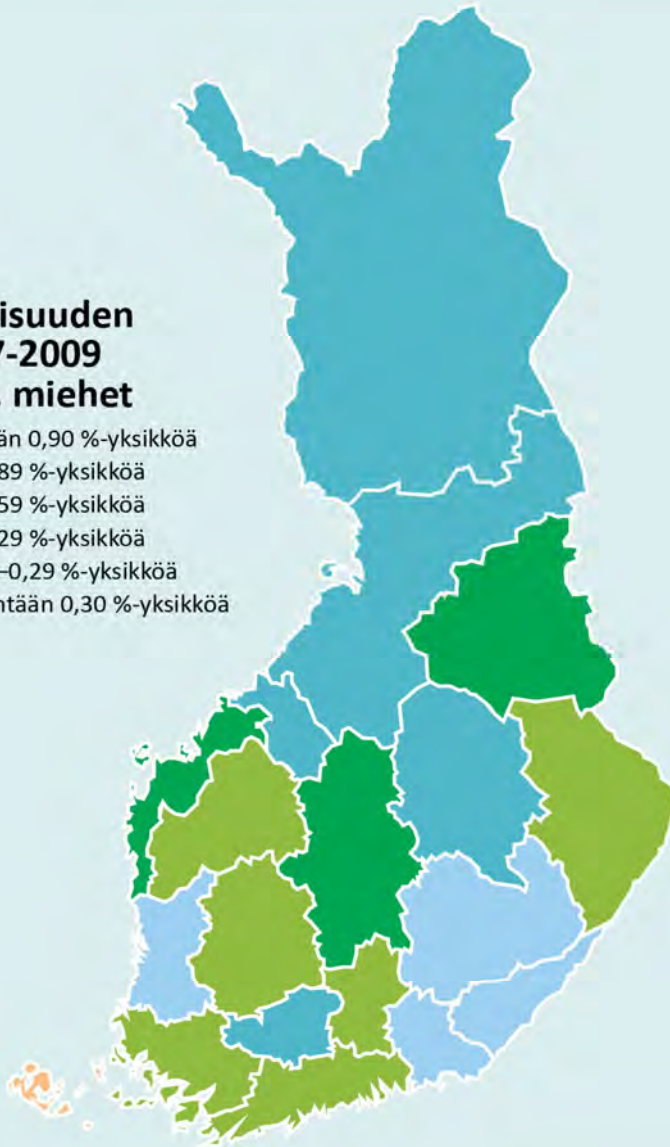 isuuden
7-2009
. miehet
än 0,90 %-yksikköä
89 %-yksikköä
59 %-yksikköä
29 %-yksikköä
–0,29 %-yksikköä
ntään 0,30 %-yksikköä